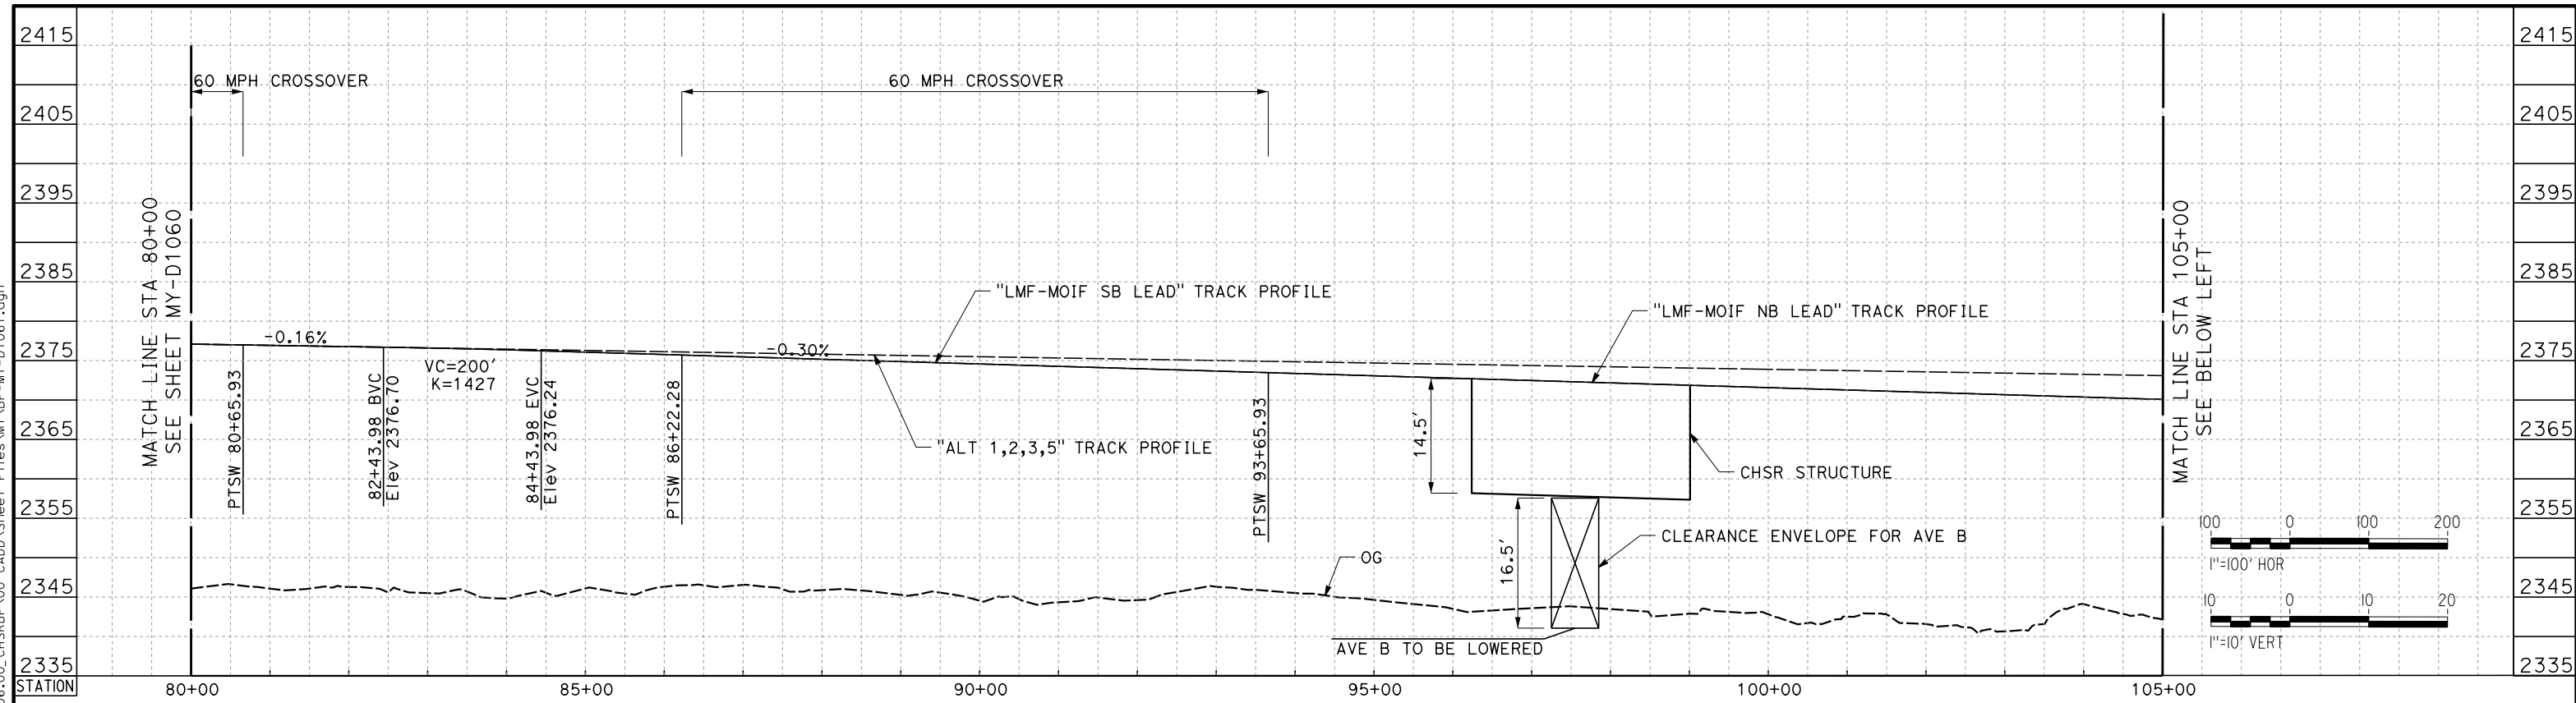 2415
2405
2395
2385
2375
2365
2355
2345
2335
STATION
MATCH LINE STA 80+00
SEE SHEET MY-D1060
60 MPH CROSSOVER
60 MPH CROSSOVER
-0.16%
PTSW 80+65.93
82+43.98 BVC
Elev 2376.70
VC=200'
K=1427
84+43.98 EVC
Elev 2376.24
PTSW 86+22.28
-0.30%
"LMF-MOIF SB LEAD" TRACK PROFILE
"ALT 1,2,3,5" TRACK PROFILE
PTSW 93+65.93
"LMF-MOIF NB LEAD" TRACK PROFILE
14.5'
CHSR STRUCTURE
16.5'
CLEARANCE ENVELOPE FOR AVE B
OG
AVE B TO BE LOWERED
MATCH LINE STA 105+00
SEE BELOW LEFT
100 0 100 200
1"=100' HOR
10 0 10 20
1"=10' VERT
2415
2405
2395
2385
2375
2365
2355
2345
2335
80+00 85+00 90+00 95+00 100+00 105+00